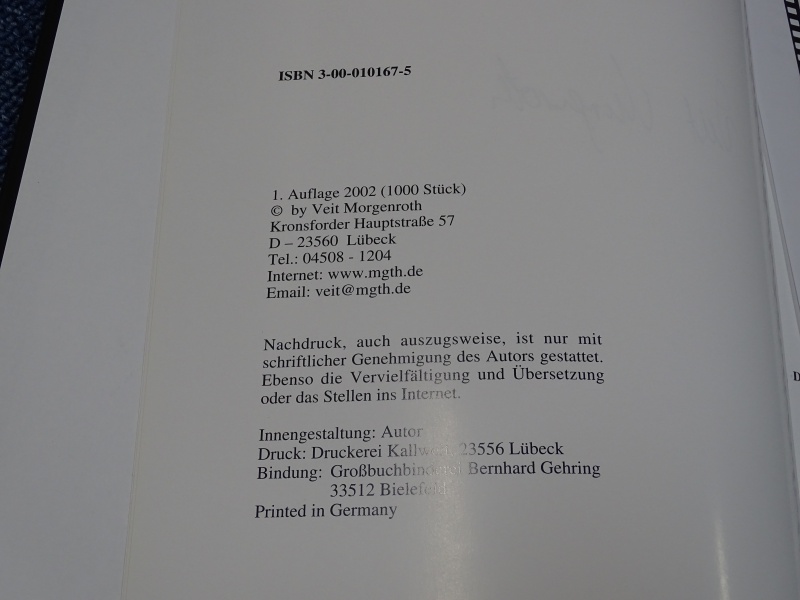 ISBN 3-00-010167-5
1. Auflage 2002 (1000 Stück)
© by Veit Morgenroth
Kronsforder Hauptstraße 57
D – 23560 Lübeck
Tel.: 04508 - 1204
Internet: www.mgth.de
Email: veit@mgth.de
Nachdruck, auch auszugsweise, ist nur mit
schriftlicher Genehmigung des Autors gestattet.
Ebenso die Vervielfältigung und Übersetzung
oder das Stellen ins Internet.
Innengestaltung: Autor
Druck: Druckerei 23556 Lübeck
Bindung: Großbuchbinderei Bernhard Gehring
33512 Bielefeld
Printed in Germany